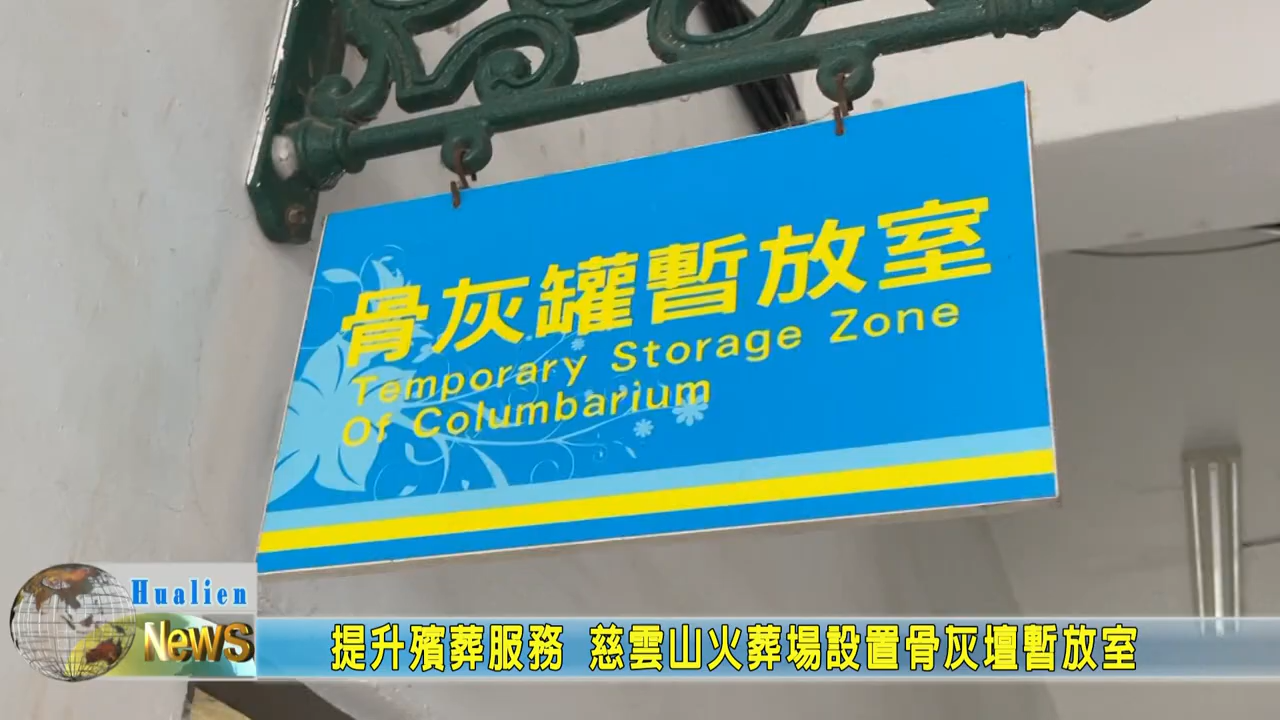 骨灰罐暫放室
Temporary Storage Zone
Of Columbarium
Hualien
News
提升殯葬服務 慈雲山火葬場設置骨灰壇暫放室